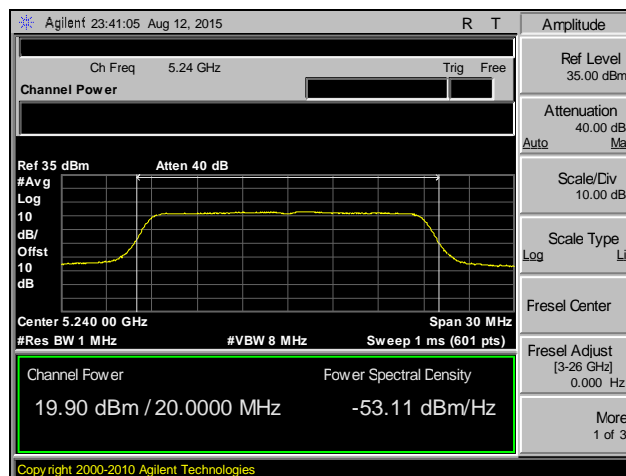 Agilent 23:41:05 Aug 12, 2015 R T
Ch Freq 5.24 GHz Trig Free
Channel Power
Ref 35 dBm Atten 40 dB
#Avg
Log
10
dB/
Offst
10
dB
Center 5.240 00 GHz Span 30 MHz
#Res BW 1 MHz #VBW 8 MHz Sweep 1 ms (601 pts)
Channel Power Power Spectral Density
19.90 dBm / 20.0000 MHz -53.11 dBm/Hz
Copyright 2000-2010 Agilent Technologies
Amplitude
Ref Level
35.00 dBm
Attenuation
40.00 dB
Auto Ma
Scale/Div
10.00 dB
Scale Type
Log Li
Presel Center
Presel Adjust
[3-26 GHz]
0.000 Hz
More
1 of 3